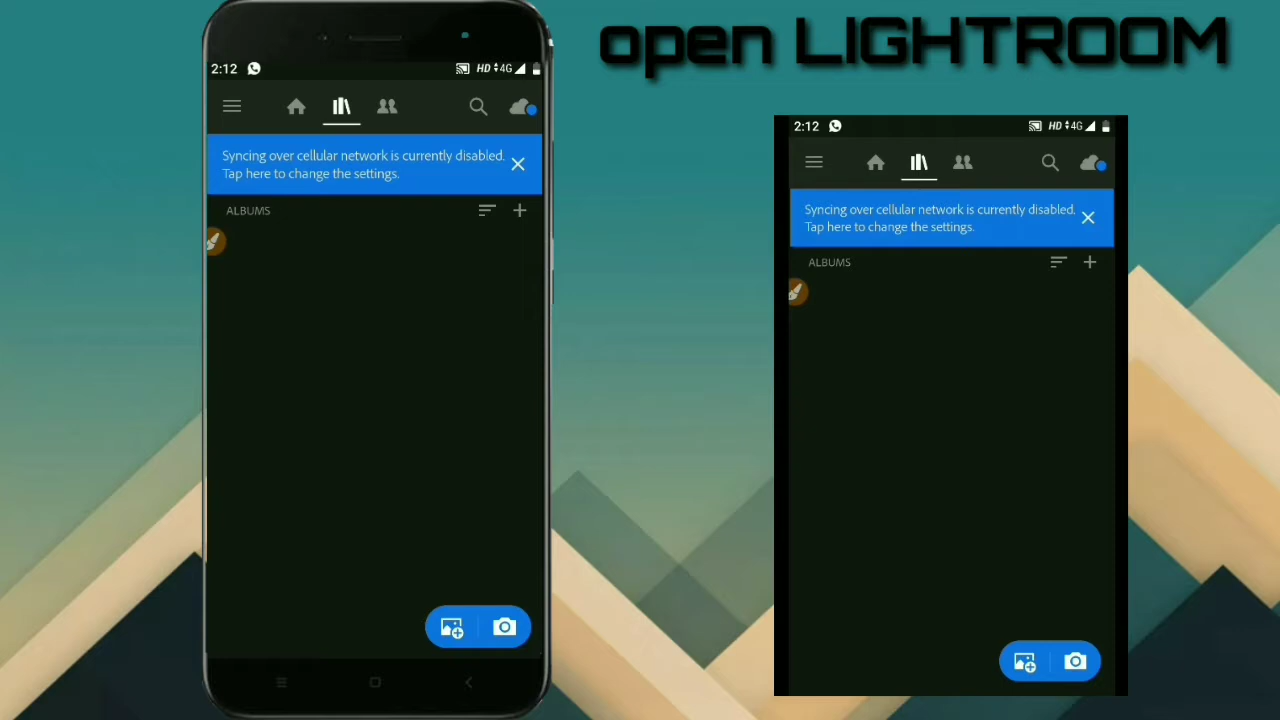 open LIGHTROOM
2:12 HD 4G
Syncing over cellular network is currently disabled.
Tap here to change the settings.
ALBUMS
2:12 HD 4G
Syncing over cellular network is currently disabled.
Tap here to change the settings.
ALBUMS